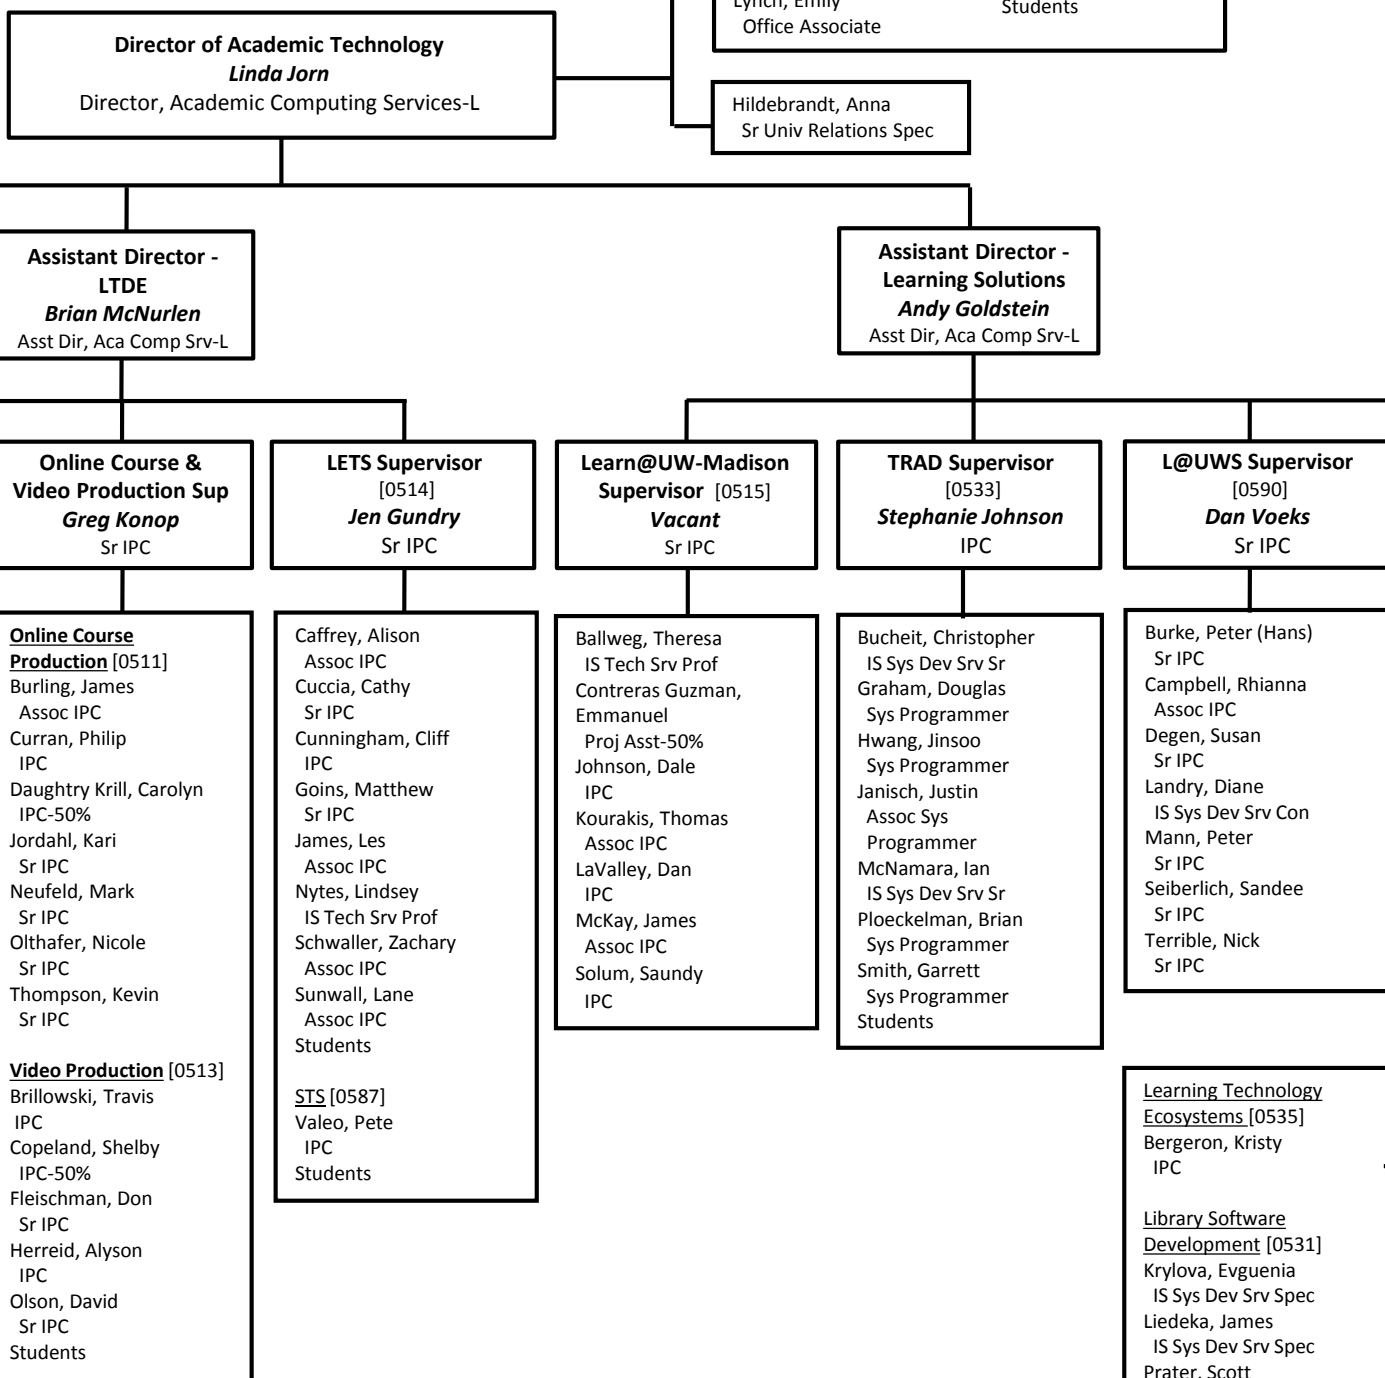 Lynch, Emily
Office Associate
Students
Director of Academic Technology
Linda Jorn
Director, Academic Computing Services-L
Hildebrandt, Anna
Sr Univ Relations Spec
Assistant Director -
LTDE
Brian McNurlen
Asst Dir, Aca Comp Srv-L
Assistant Director -
Learning Solutions
Andy Goldstein
Asst Dir, Aca Comp Srv-L
Online Course &
Video Production Sup
Greg Konop
Sr IPC
LETS Supervisor
[0514]
Jen Gundry
Sr IPC
Learn@UW-Madison
Supervisor [0515]
Vacant
Sr IPC
TRAD Supervisor
[0533]
Stephanie Johnson
IPC
L@UWS Supervisor
[0590]
Dan Voeks
Sr IPC
Online Course
Production [0511]
Burling, James
Assoc IPC
Curran, Philip
IPC
Daughtry Krill, Carolyn
IPC-50%
Jordahl, Kari
Sr IPC
Neufeld, Mark
Sr IPC
Olthafer, Nicole
Sr IPC
Thompson, Kevin
Sr IPC
Video Production [0513]
Brillowski, Travis
IPC
Copeland, Shelby
IPC-50%
Fleischman, Don
Sr IPC
Herreid, Alyson
IPC
Olson, David
Sr IPC
Students
Caffrey, Alison
Assoc IPC
Cuccia, Cathy
Sr IPC
Cunningham, Cliff
IPC
Goins, Matthew
Sr IPC
James, Les
Assoc IPC
Nytes, Lindsey
IS Tech Srv Prof
Schwaller, Zachary
Assoc IPC
Sunwall, Lane
Assoc IPC
Students
STS [0587]
Valeo, Pete
IPC
Students
Ballweg, Theresa
IS Tech Srv Prof
Contreras Guzman,
Emmanuel
Proj Asst-50%
Johnson, Dale
IPC
Kourakis, Thomas
Assoc IPC
LaValley, Dan
IPC
McKay, James
Assoc IPC
Solum, Saundy
IPC
Bucheit, Christopher
IS Sys Dev Srv Sr
Graham, Douglas
Sys Programmer
Hwang, Jinsoo
Sys Programmer
Janisch, Justin
Assoc Sys
Programmer
McNamara, Ian
IS Sys Dev Srv Sr
Ploeckelman, Brian
Sys Programmer
Smith, Garrett
Sys Programmer
Students
Burke, Peter (Hans)
Sr IPC
Campbell, Rhianna
Assoc IPC
Degen, Susan
Sr IPC
Landry, Diane
IS Sys Dev Srv Con
Mann, Peter
Sr IPC
Seiberlich, Sandee
Sr IPC
Terrible, Nick
Sr IPC
Learning Technology
Ecosystems [0535]
Bergeron, Kristy
IPC
Library Software
Development [0531]
Krylova, Evguenia
IS Sys Dev Srv Spec
Liedeka, James
IS Sys Dev Srv Spec
Prater, Scott